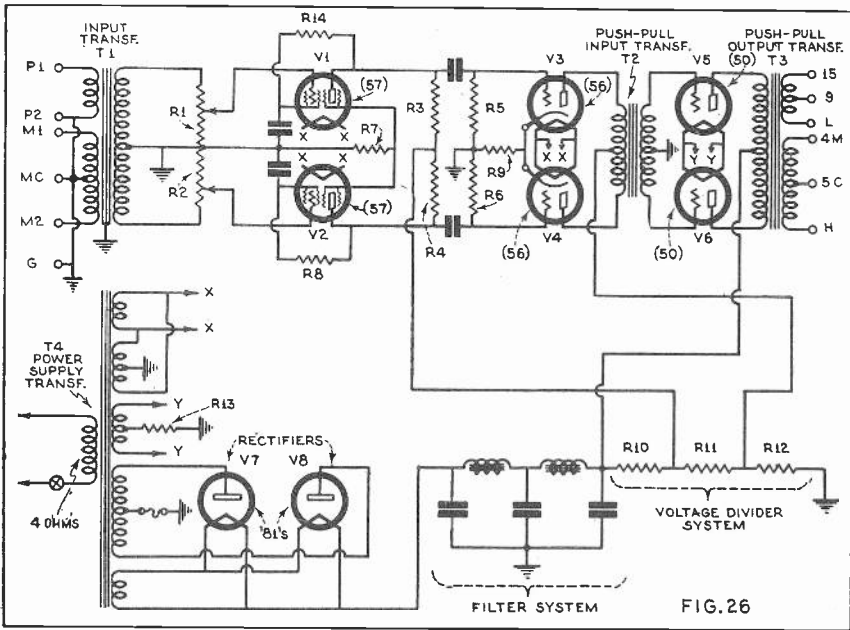 INPUT
TRANSF.
T1
P1
P2
M1
MC
M2
G
R1
R2
R14
V1
(57)
X
X
R7
X
X
(57)
V2
R8
R3
R4
R5
R6
R9
V3
(56)
X X
(56)
V4
PUSH-PULL
INPUT TRANSF.
T2
V5
(50)
Y Y
(50)
V6
PUSH-PULL
OUTPUT TRANSF.
T3
15
9
L
4M
5C
H
T4
POWER
SUPPLY
TRANSF.
4 OHMS
X
X
Y
R13
Y
RECTIFIERS
V7
V8
'81'S
R10
R11
R12
VOLTAGE DIVIDER
SYSTEM
FILTER SYSTEM
FIG.26